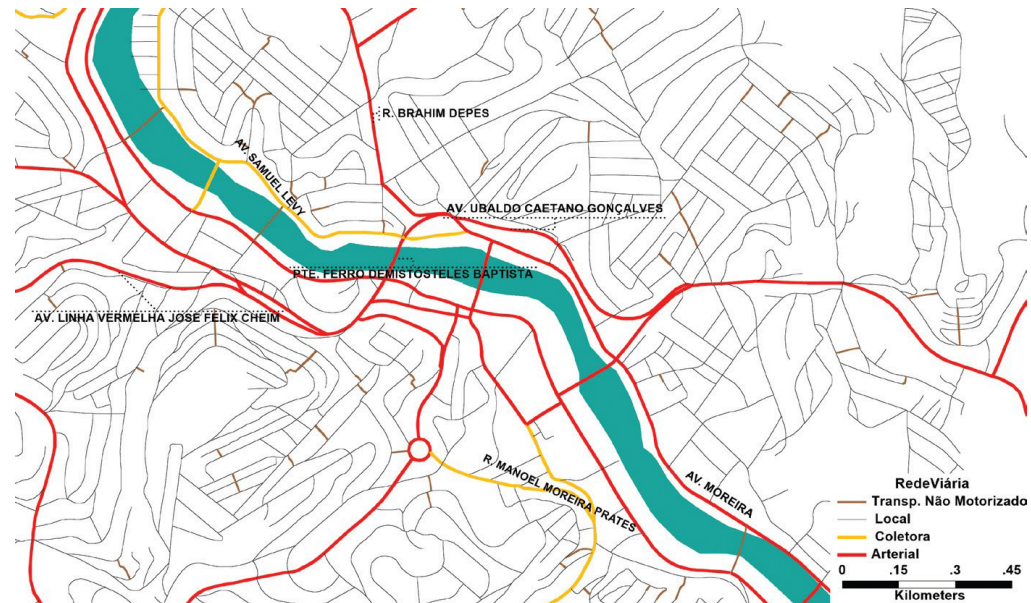 R. BRAHIM DEPES
AV. SAMUEL LEVY
AV. UBALDO CAETANO GONÇALVES
PTE. FERRO DEMISTÓSTELES BAPTISTA
AV. LINHA VERMELHA JOSÉ FÉLIX CHEIM
R. MANOEL MOREIRA PRATES
AV. MOREIRA
RedeViária
Transp. Não Motorizado
Local
Coletora
Arterial
0 .15 .3 .45
Kilometers